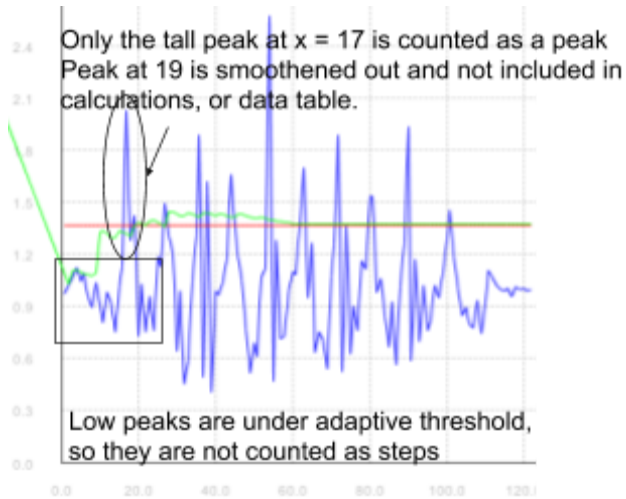 2.4
Only the tall peak at x = 17 is counted as a peak
Peak at 19 is smoothened out and not included in
2.1
calculations, or data table.
1.8
1.5
1.2
0.9
0.6
0.3
Low peaks are under adaptive threshold,
so they are not counted as steps
0.0
0.0 20.0 40.0 60.0 80.0 100.0 120.